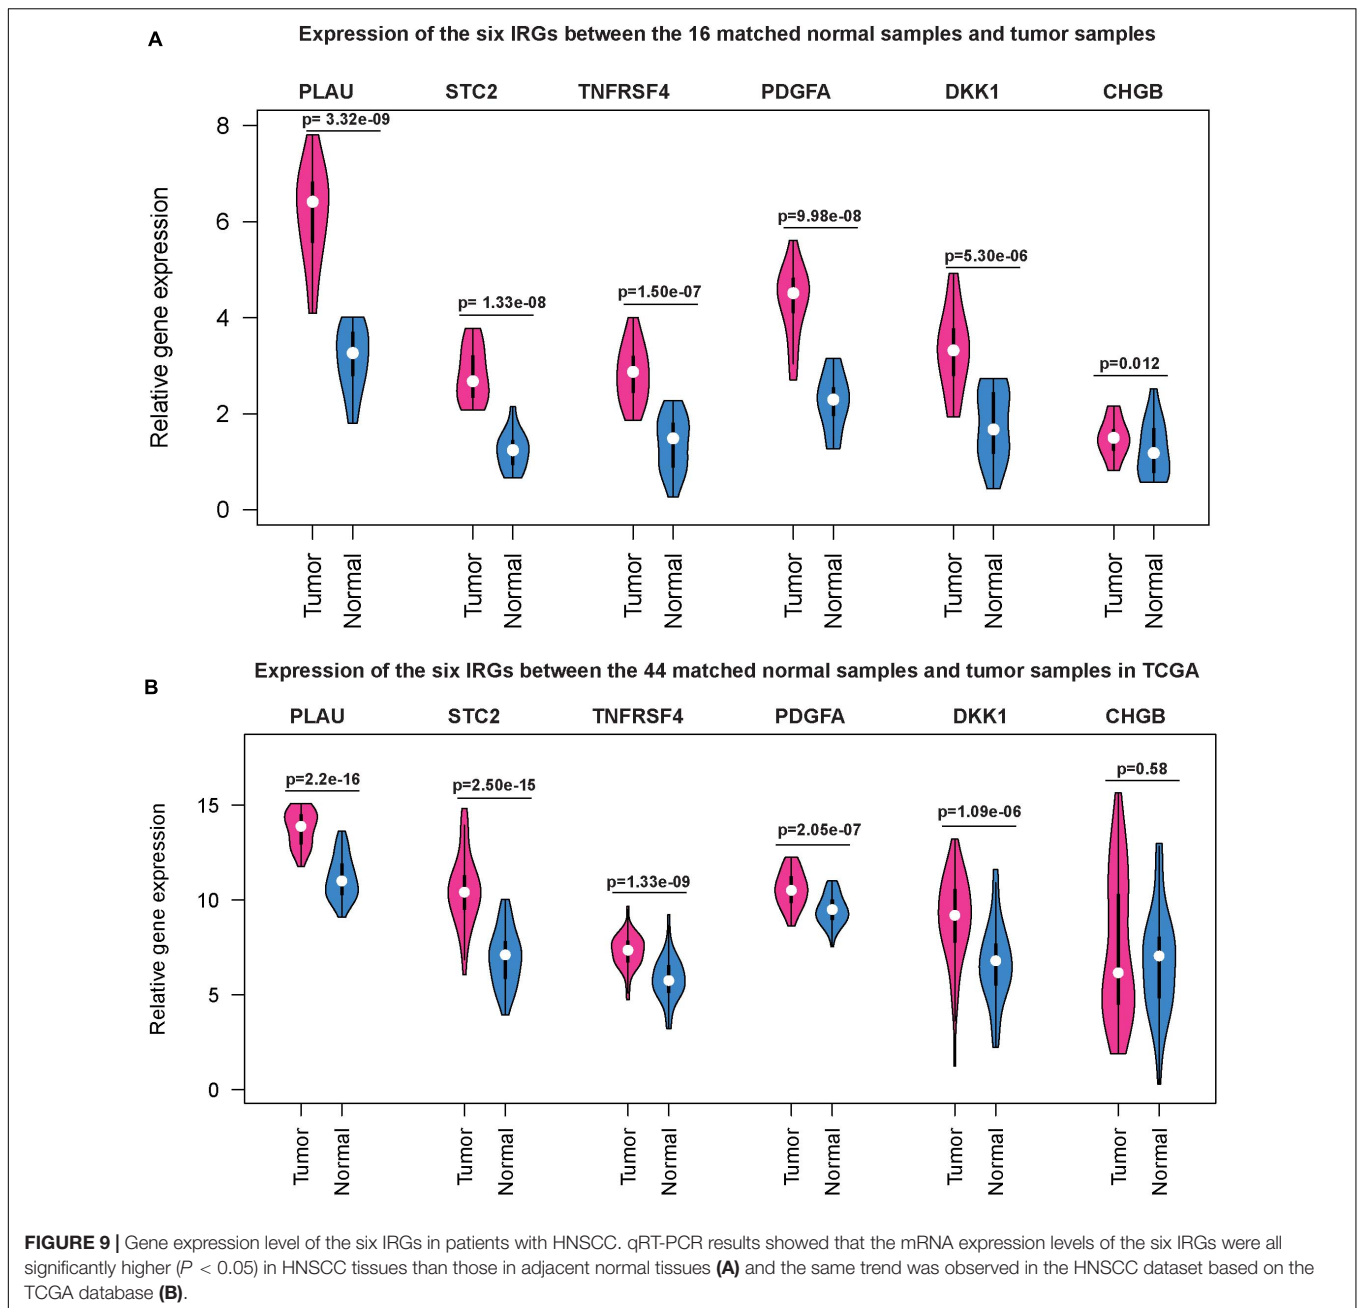 A
Expression of the six IRGs between the 16 matched normal samples and tumor samples
PLAU STC2 TNFRSF4 PDGFA DKK1 CHGB
p= 3.32e-09
p= 1.33e-08
p=1.50e-07
p=9.98e-08
p=5.30e-06
p=0.012
Relative gene expression
8
6
4
2
0
Tumor Normal Tumor Normal Tumor Normal Tumor Normal Tumor Normal Tumor Normal
B
Expression of the six IRGs between the 44 matched normal samples and tumor samples in TCGA
PLAU STC2 TNFRSF4 PDGFA DKK1 CHGB
p=2.2e-16
p=2.50e-15
p=1.33e-09
p=2.05e-07
p=1.09e-06
p=0.58
Relative gene expression
15
10
5
0
Tumor Normal Tumor Normal Tumor Normal Tumor Normal Tumor Normal Tumor Normal
FIGURE 9 | Gene expression level of the six IRGs in patients with HNSCC. qRT-PCR results showed that the mRNA expression levels of the six IRGs were all
significantly higher (P < 0.05) in HNSCC tissues than those in adjacent normal tissues (A) and the same trend was observed in the HNSCC dataset based on the
TCGA database (B).